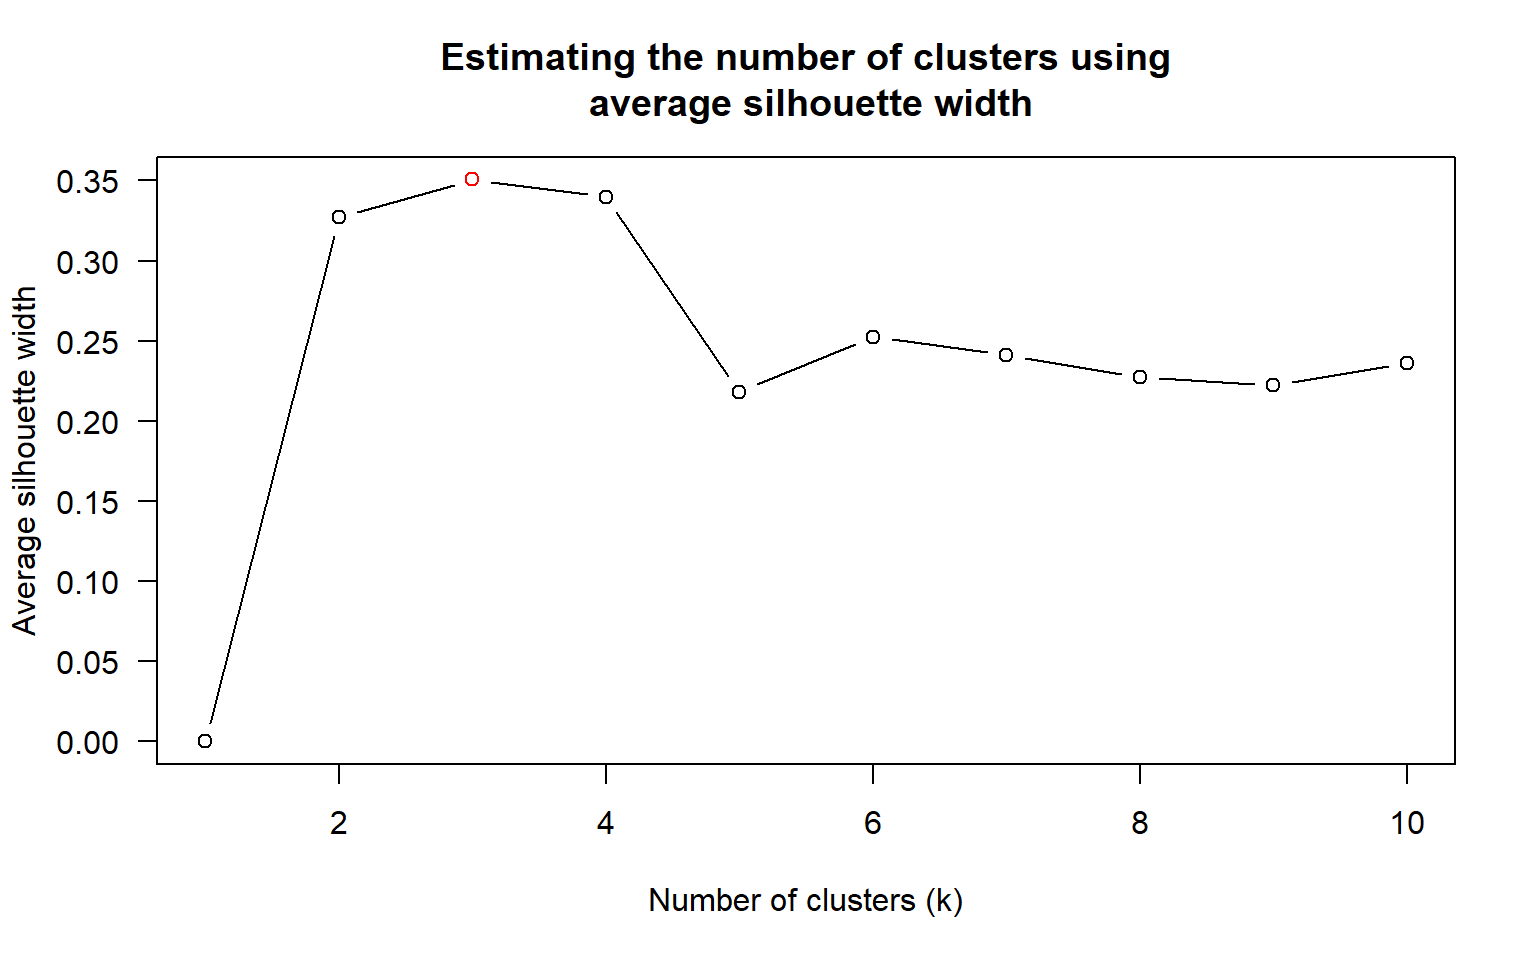 Estimating the number of clusters using
average silhouette width
0.35
0.30
0.25
0.20
0.15
0.10
0.05
0.00
Average silhouette width
2 4 6 8 10
Number of clusters (k)